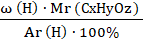 ω (H) · Mr (CxHyOz)
Ar (H) · 100%